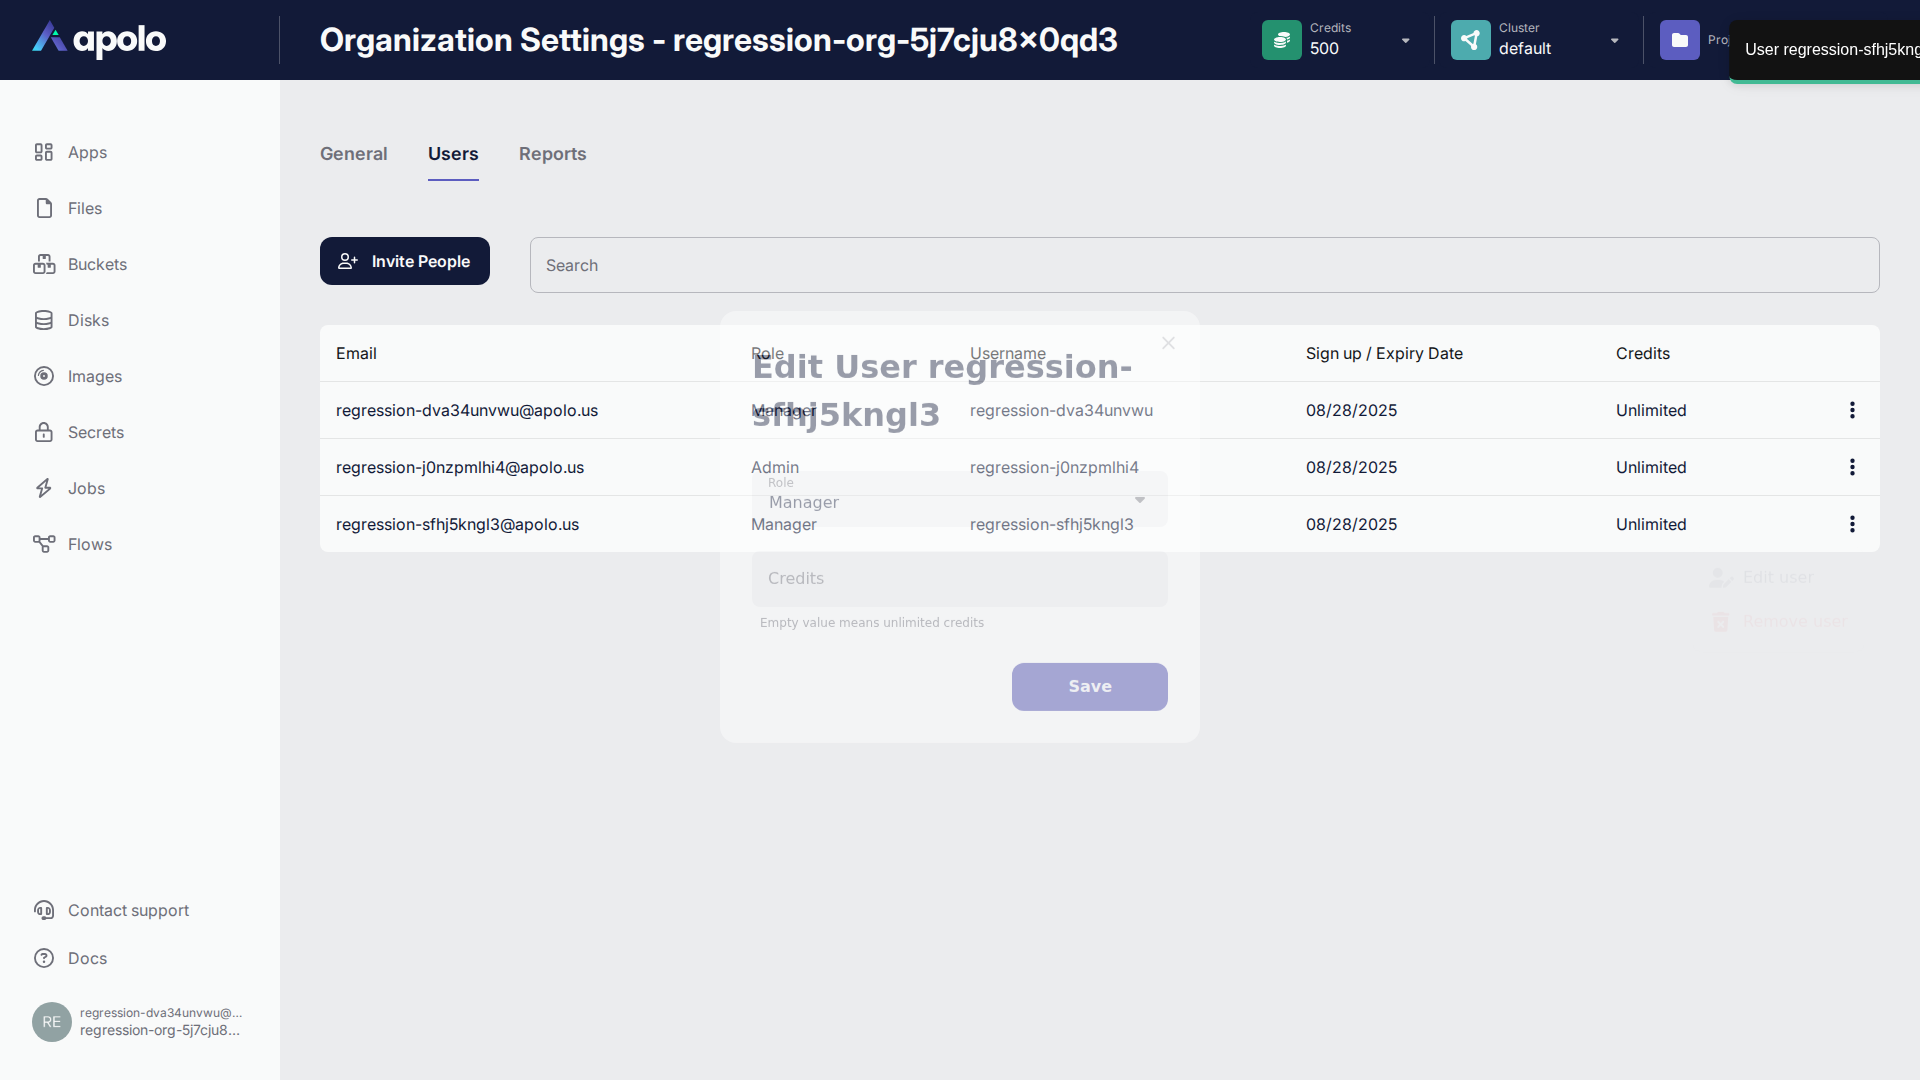 apolo
Organization Settings - regression-org-5j7cju8x0qd3
Credits
500
Cluster
default
User regression-sfhj5kng
Apps
Files
Buckets
Disks
Images
Secrets
Jobs
Flows
Contact support
Docs
RE
regression-dva34unvwu@...
regression-org-5j7cju8...
General Users Reports
Invite People
Search
Email Role Username Sign up / Expiry Date Credits
regression-dva34unvwu@apolo.us Manager regression-dva34unvwu 08/28/2025 Unlimited
regression-j0nzpmlhi4@apolo.us Admin regression-j0nzpmlhi4 08/28/2025 Unlimited
regression-sfhj5kngl3@apolo.us Manager regression-sfhj5kngl3 08/28/2025 Unlimited
Edit User regression-
sfhj5kngl3
Role
Manager
Credits
Empty value means unlimited credits
Save
Edit user
Remove user